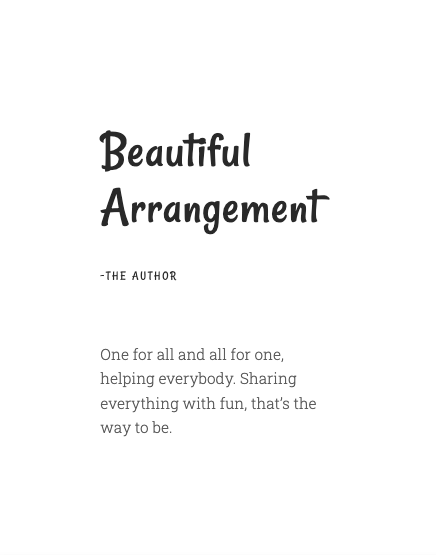 Beautiful
Arrangement
-THE AUTHOR
One for all and all for one,
helping everybody. Sharing
everything with fun, that’s the
way to be.